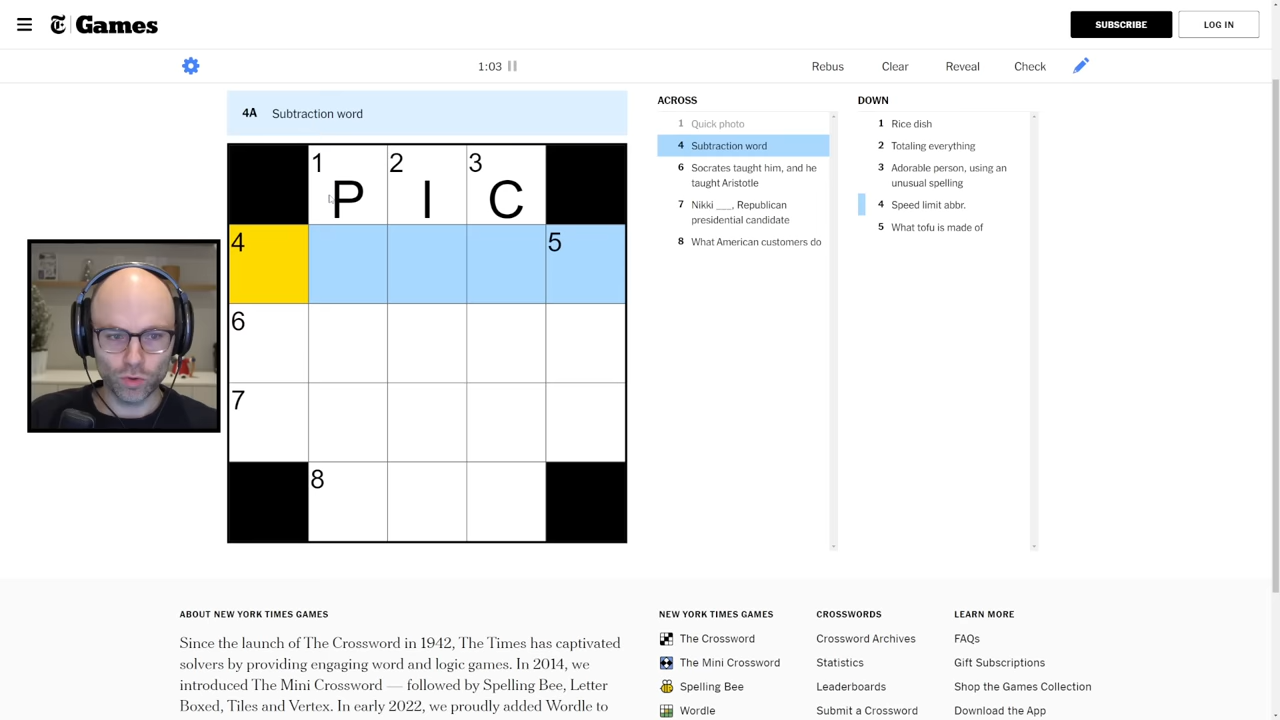 Games
SUBSCRIBE
LOG IN
1:03
Rebus
Clear
Reveal
Check
4A Subtraction word
1 P
2 I
3 C
4
5
6
7
8
ACROSS
1 Quick photo
4 Subtraction word
6 Socrates taught him, and he
taught Aristotle
7 Nikki ___, Republican
presidential candidate
8 What American customers do
DOWN
1 Rice dish
2 Totaling everything
3 Adorable person, using an
unusual spelling
4 Speed limit abbr.
5 What tofu is made of
ABOUT NEW YORK TIMES GAMES
Since the launch of The Crossword in 1942, The Times has captivated
solvers by providing engaging word and logic games. In 2014, we
introduced The Mini Crossword — followed by Spelling Bee, Letter
Boxed, Tiles and Vertex. In early 2022, we proudly added Wordle to
NEW YORK TIMES GAMES
The Crossword
The Mini Crossword
Spelling Bee
Wordle
CROSSWORDS
Crossword Archives
Statistics
Leaderboards
Submit a Crossword
LEARN MORE
FAQs
Gift Subscriptions
Shop the Games Collection
Download the App